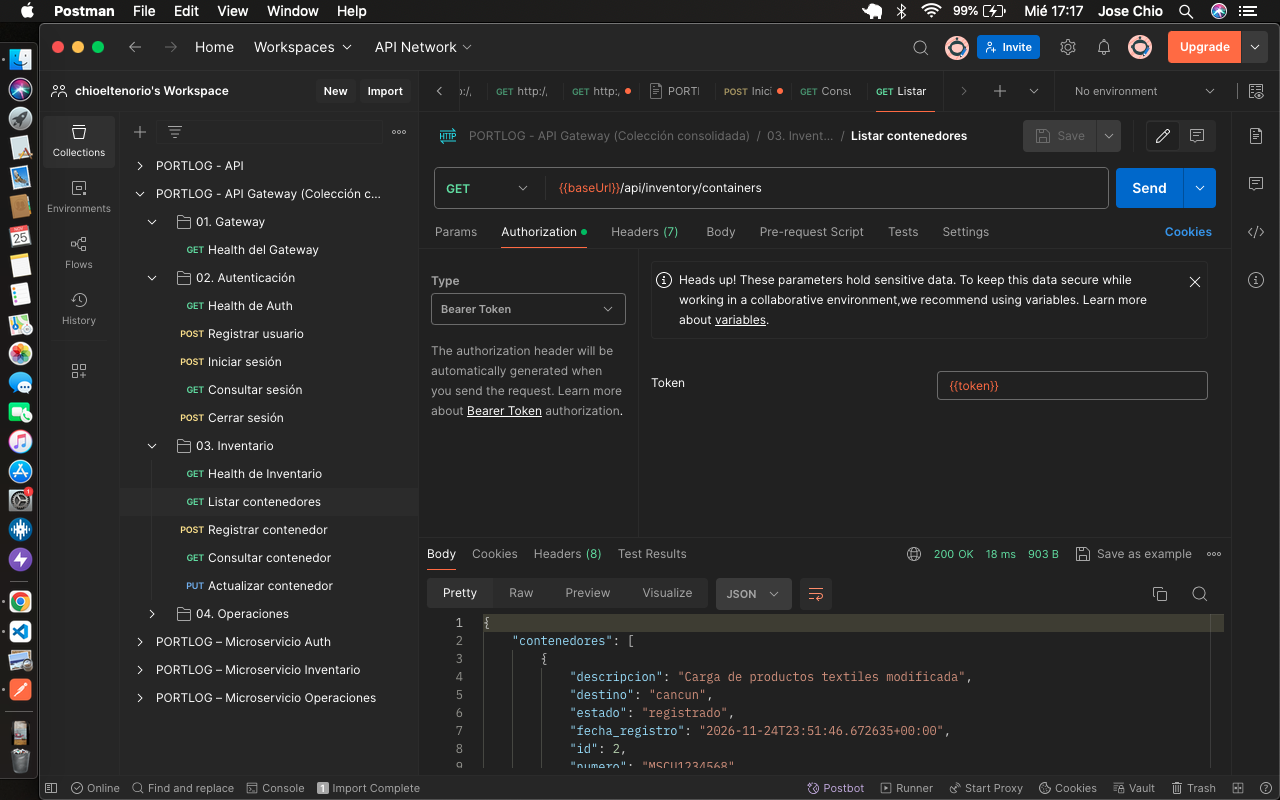 Postman File Edit View Window Help 99% Mié 17:17 Jose Chio
Home Workspaces API Network Invite Upgrade
chioeltenorio's Workspace New Import
GET http:/, GET http:, PORT POST Inici GET Consu GET Listar No environment
Collections
Environments
Flows
History
PORTLOG - API
PORTLOG - API Gateway (Colección c...
01. Gateway
GET Health del Gateway
02. Autenticación
GET Health de Auth
POST Registrar usuario
POST Iniciar sesión
GET Consultar sesión
POST Cerrar sesión
03. Inventario
GET Health de Inventario
GET Listar contenedores
POST Registrar contenedor
GET Consultar contenedor
PUT Actualizar contenedor
04. Operaciones
PORTLOG – Microservicio Auth
PORTLOG – Microservicio Inventario
PORTLOG – Microservicio Operaciones
HTTP PORTLOG - API Gateway (Colección consolidada) / 03. Invent... / Listar contenedores Save
GET {{baseUrl}}/api/inventory/containers Send
Params Authorization Headers (7) Body Pre-request Script Tests Settings Cookies
Type
Bearer Token
The authorization header will be
automatically generated when
you send the request. Learn more
about Bearer Token authorization.
Heads up! These parameters hold sensitive data. To keep this data secure while
working in a collaborative environment,we recommend using variables. Learn more
about variables.
Token {{token}}
Body Cookies Headers (8) Test Results 200 OK 18 ms 903 B Save as example
Pretty Raw Preview Visualize JSON
1 {
2 "contenedores": [
3 {
4 "descripcion": "Carga de productos textiles modificada",
5 "destino": "cancun",
6 "estado": "registrado",
7 "fecha_registro": "2026-11-24T23:51:46.672635+00:00",
8 "id": 2,
9 "numero": "MSCU1234568"
NOV
25
1
Online Find and replace Console 1 Import Complete Postbot Runner Start Proxy Cookies Vault Trash